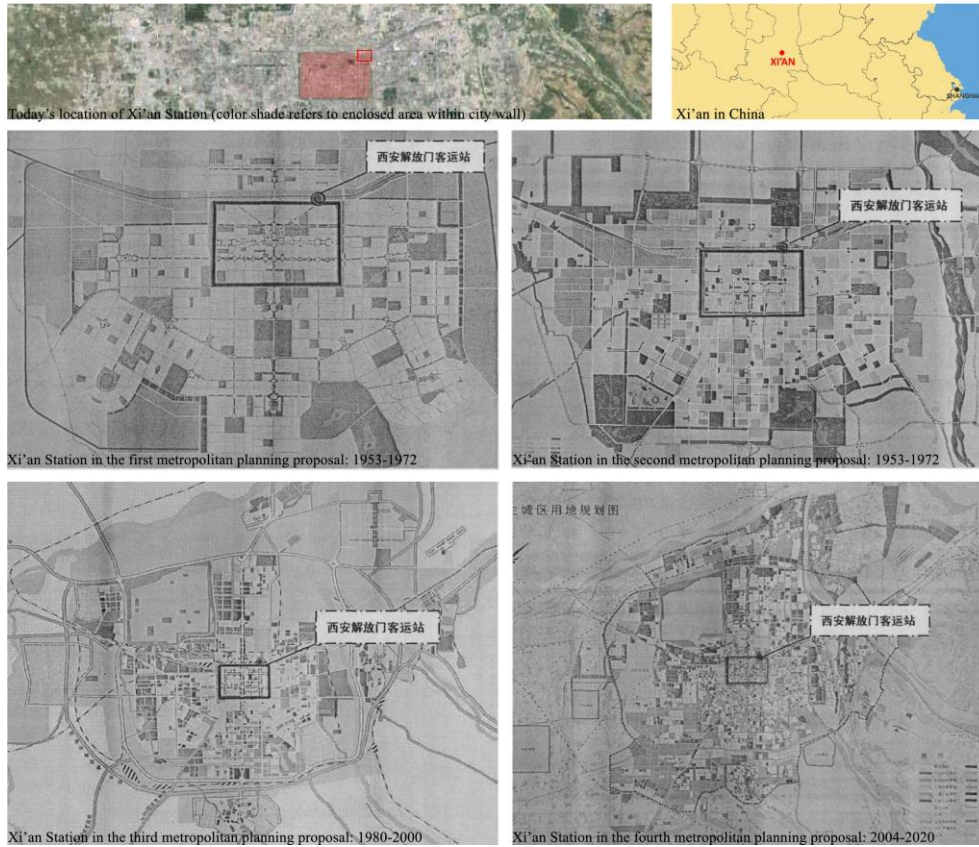 Today's location of Xi'an Station (color shade refers to enclosed area within city wall)
XI'AN
SHANGHAI
Xi'an in China
西安解放门客运站
Xi'an Station in the first metropolitan planning proposal: 1953-1972
西安解放门客运站
Xi'an Station in the second metropolitan planning proposal: 1953-1972
西安解放门客运站
Xi'an Station in the third metropolitan planning proposal: 1980-2000
主城区用地规划图
西安解放门客运站
Xi'an Station in the fourth metropolitan planning proposal: 2004-2020